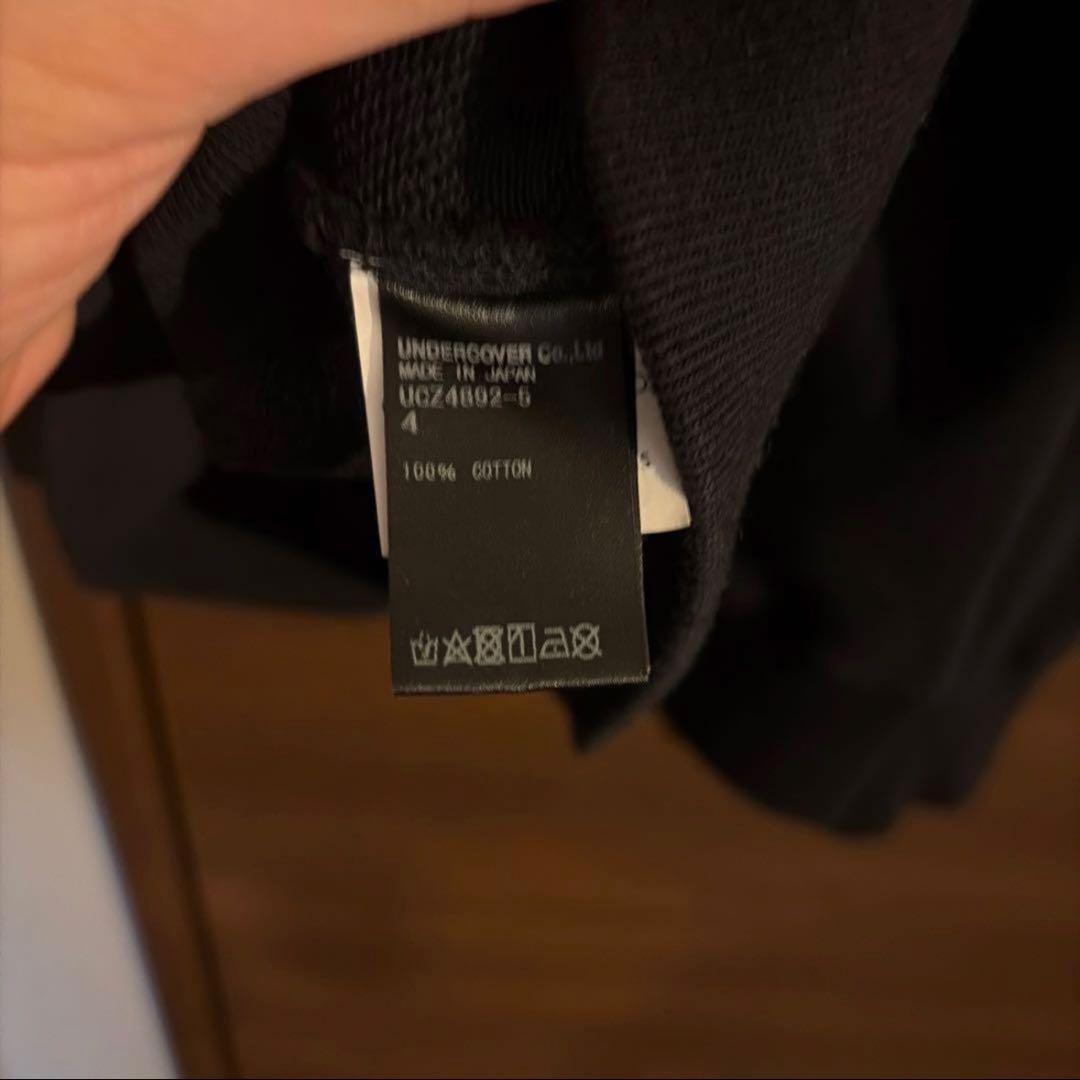 UNDERCOVER Co.,Ltd
MADE IN JAPAN
UCZ4892-5
4
100% COTTON